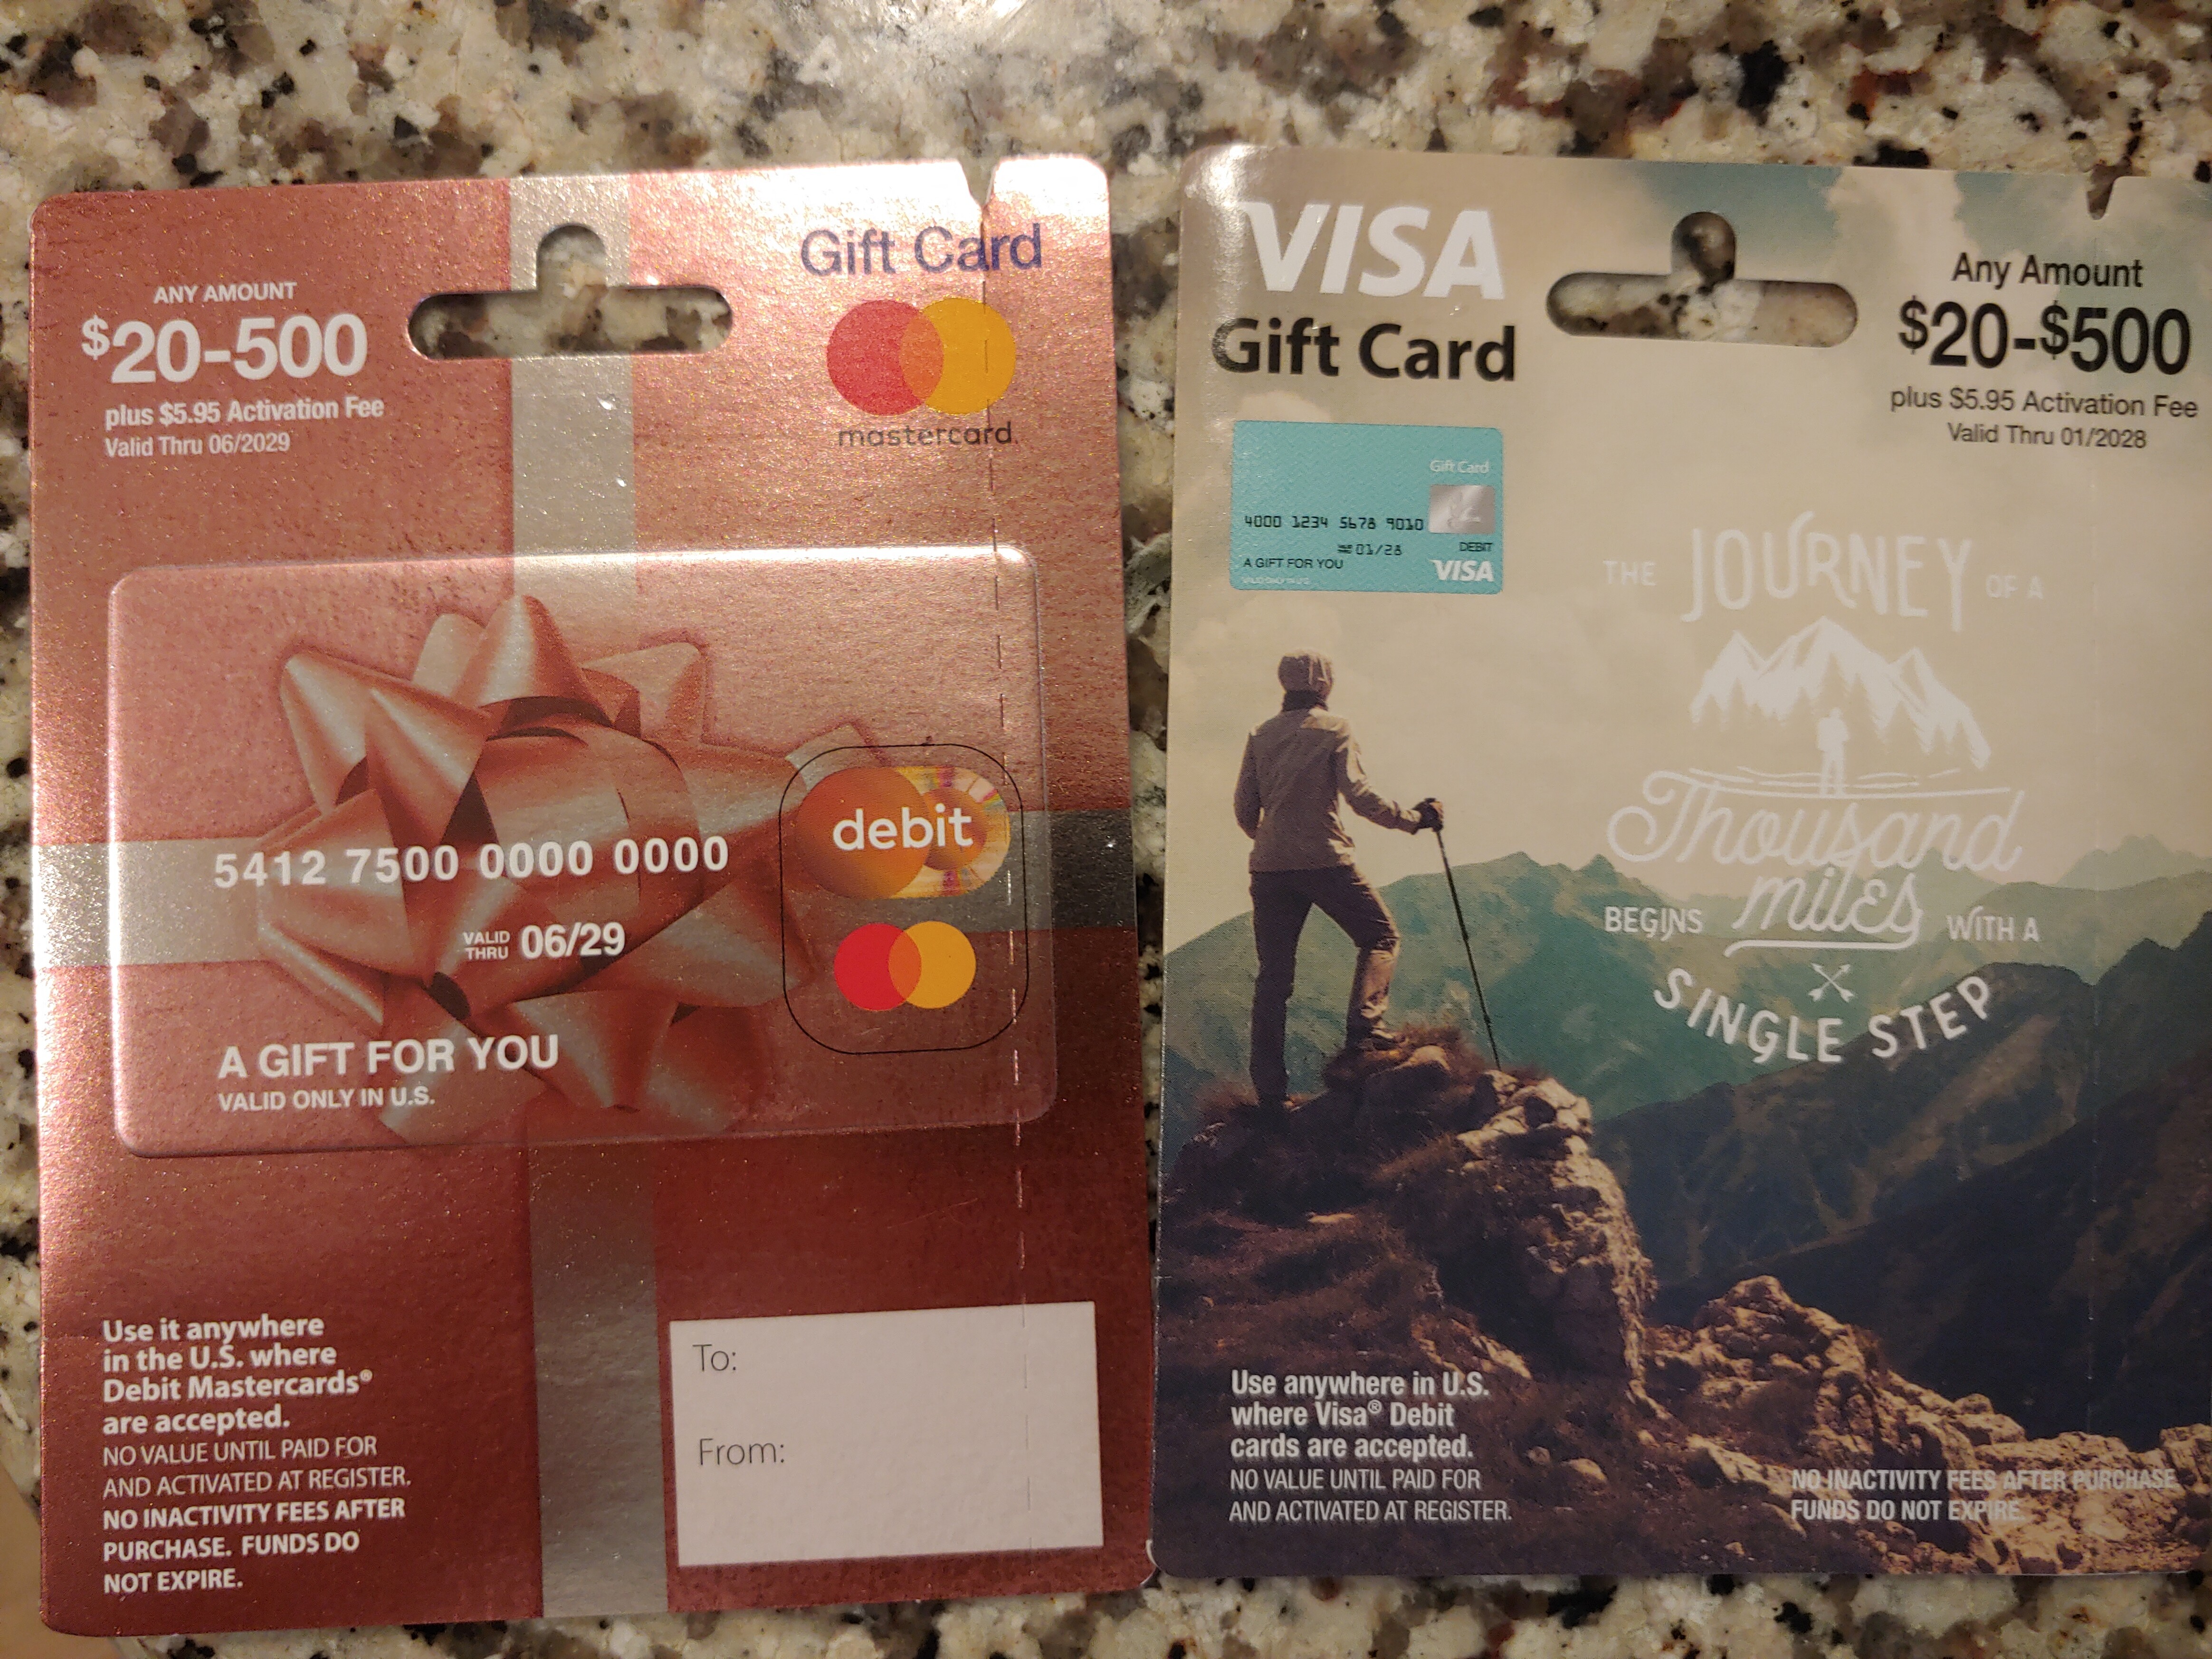 ANY AMOUNT
$20-500
plus $5.95 Activation Fee
Valid Thru 06/2029
Gift Card
mastercard.
debit
5412 7500 0000 0000
VALID
THRU 06/29
A GIFT FOR YOU
VALID ONLY IN U.S.
Use it anywhere
in the U.S. where
Debit Mastercards®
are accepted.
NO VALUE UNTIL PAID FOR
AND ACTIVATED AT REGISTER.
NO INACTIVITY FEES AFTER
PURCHASE. FUNDS DO
NOT EXPIRE.
To:
From:
VISA
Gift Card
Any Amount
$20-$500
plus $5.95 Activation Fee
Valid Thru 01/2028
Gift Card
4000 1234 5678 9010
01/28
DEBIT
A GIFT FOR YOU
VISA
VALID ONLY IN U.S.
THE JOURNEY OF A
Thousand
BEGINS miles WITH A
SINGLE STEP
Use anywhere in U.S.
where Visa® Debit
cards are accepted.
NO VALUE UNTIL PAID FOR
AND ACTIVATED AT REGISTER.
NO INACTIVITY FEES AFTER PURCHASE
FUNDS DO NOT EXPIRE.